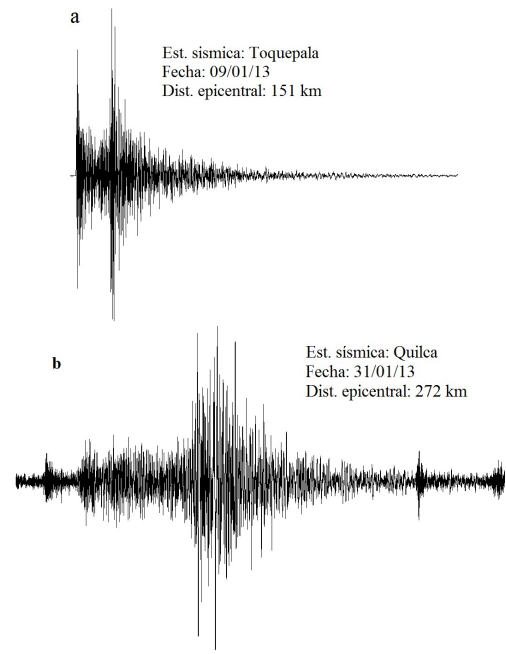 a
Est. sísmica: Toquepala
Fecha: 09/01/13
Dist. epicentral: 151 km
b
Est. sísmica: Quilca
Fecha: 31/01/13
Dist. epicentral: 272 km